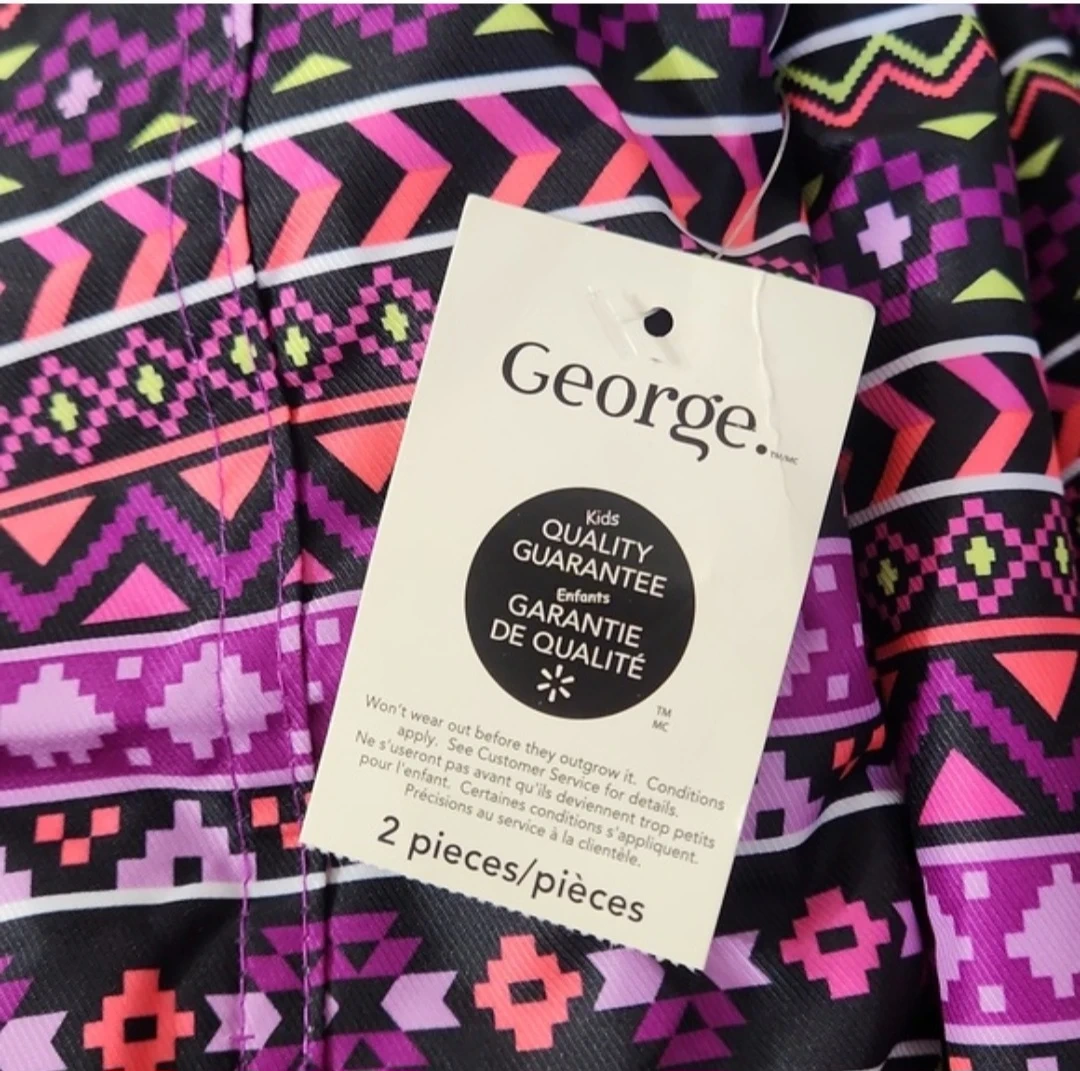 George.™/MC
Kids
QUALITY
GUARANTEE
Enfants
GARANTIE
DE QUALITÉ
TM
MC
Won't wear out before they outgrow it. Conditions
apply. See Customer Service for details.
Ne s'useront pas avant qu'ils deviennent trop petits
pour l'enfant. Certaines conditions s'appliquent.
Précisions au service à la clientèle.
2 pieces/pièces